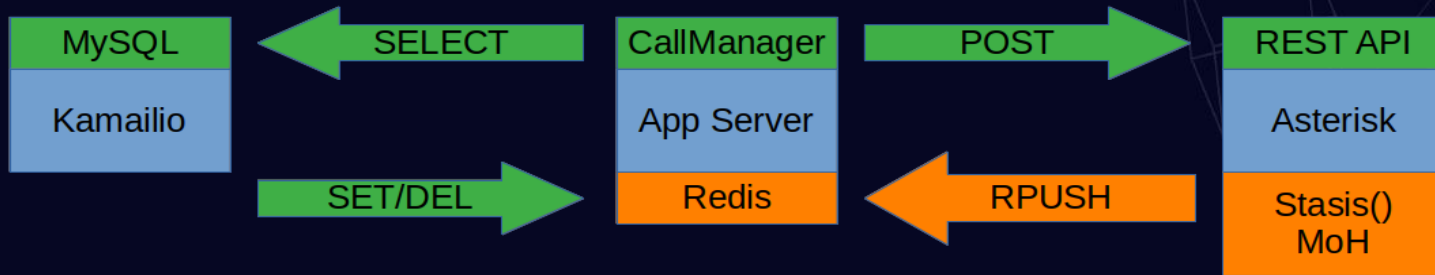 MySQL
SELECT
CallManager
POST
REST API
Kamailio
App Server
Asterisk
SET/DEL
Redis
RPUSH
Stasis()
MoH